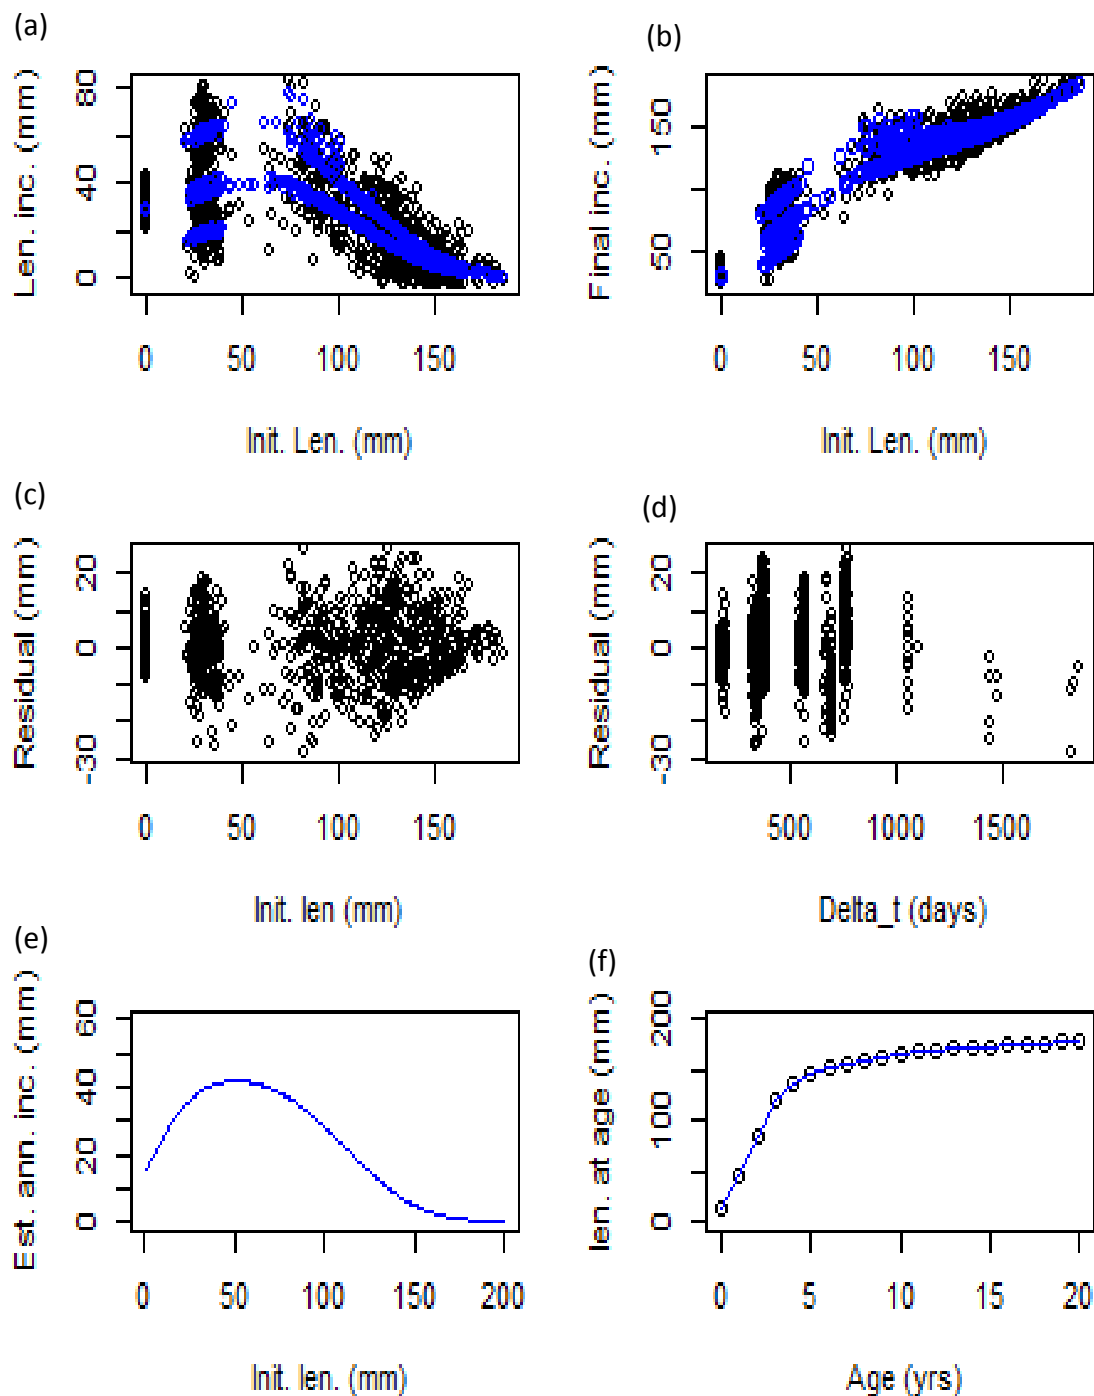 (a)
Len. inc. (mm)
80
40
0
0 50 100 150
Init. Len. (mm)
(b)
Final inc. (mm)
150
50
0 50 100 150
Init. Len. (mm)
(c)
Residual (mm)
20
0
-30
0 50 100 150
Init. len (mm)
(d)
Residual (mm)
20
0
-30
500 1000 1500
Delta_t (days)
(e)
Est. ann. inc. (mm)
60
40
20
0
0 50 100 150 200
Init. len. (mm)
(f)
len. at age (mm)
200
100
0
0 5 10 15 20
Age (yrs)